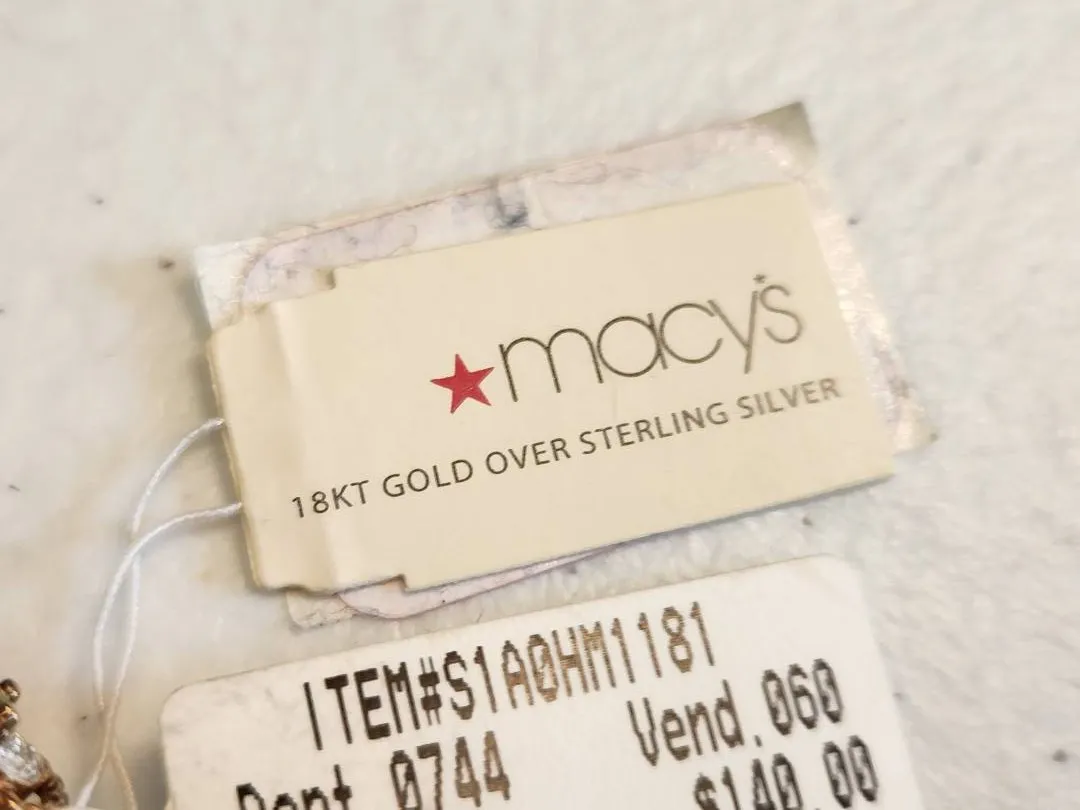 macy's
18KT GOLD OVER STERLING SILVER
ITEM#S1A0HM1181
Dept. 0744 Vend. 060
$140.00